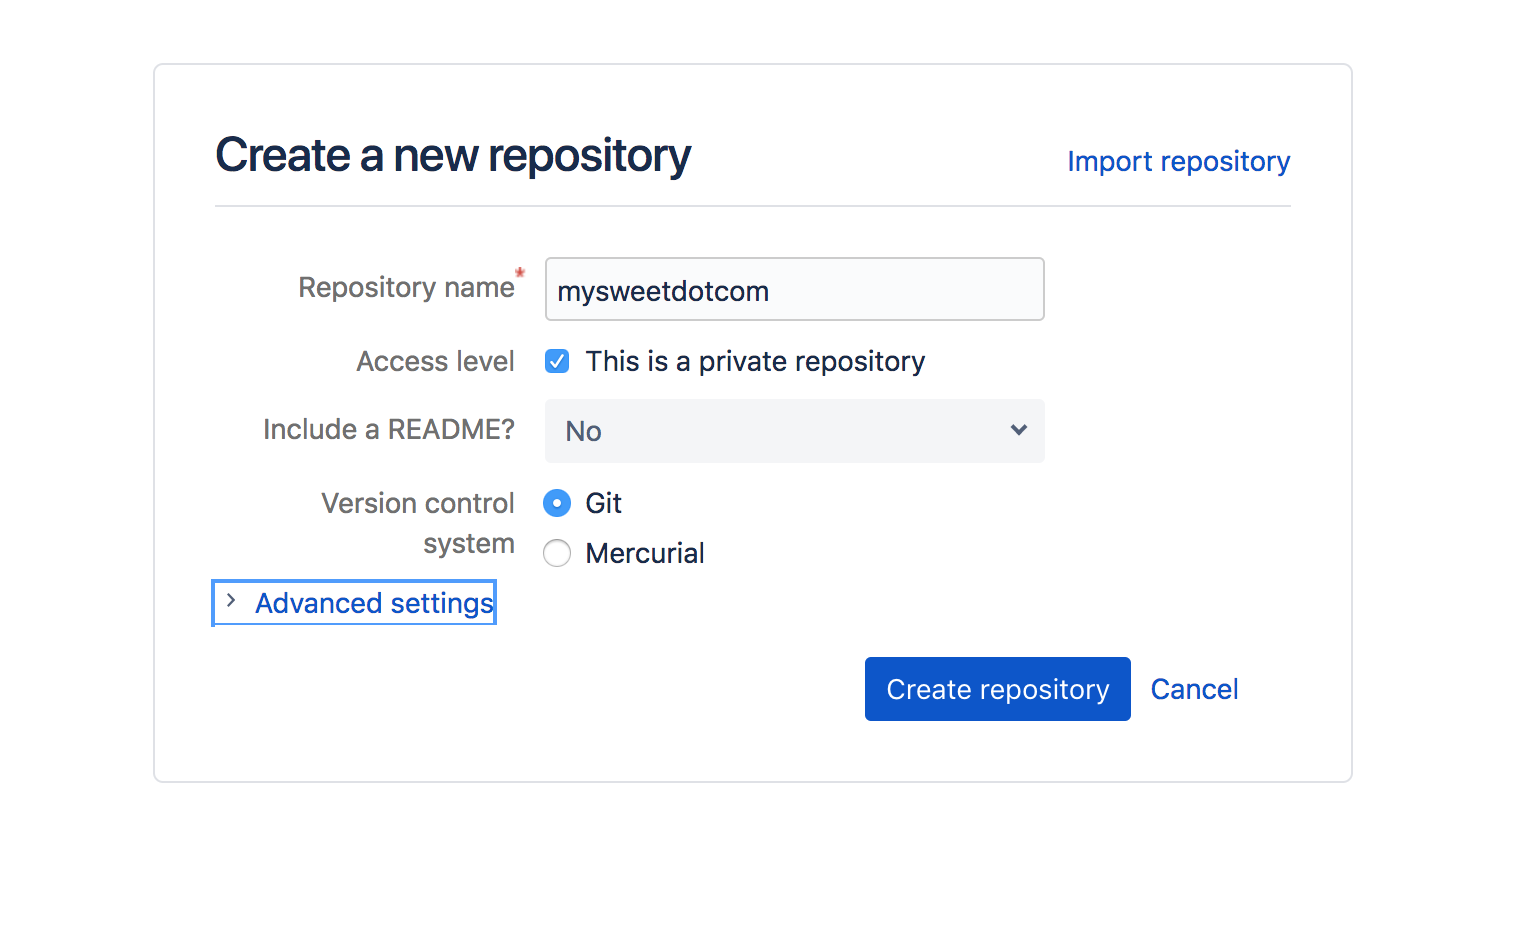 Create a new repository
Import repository
Repository name*
mysweetdotcom
Access level
This is a private repository
Include a README?
No
Version control
system
Git
Mercurial
Advanced settings
Create repository
Cancel